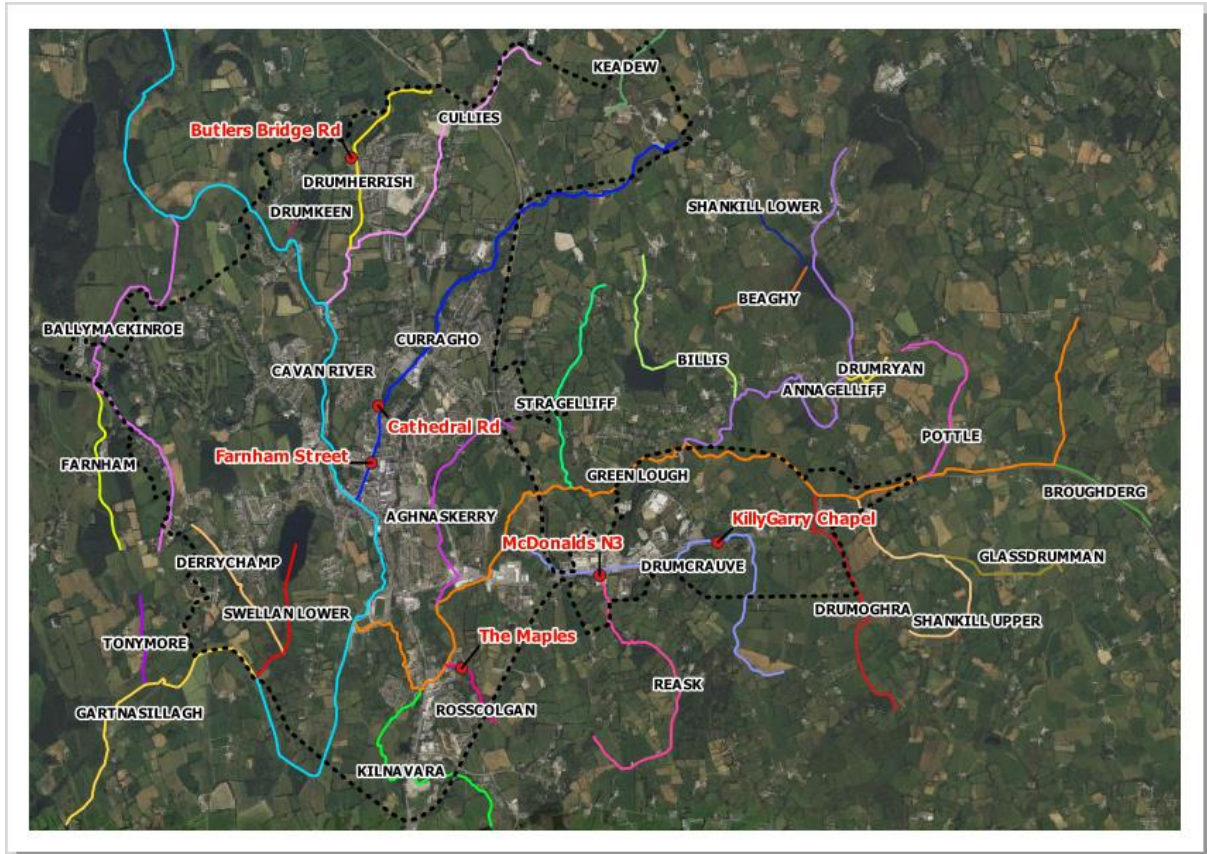 KEADEW
CULLIES
Butlers Bridge Rd
DRUMHERRISH
DRUMKEEN
SHANKILL LOWER
BEAGHY
BALLYMACKINROE
CURRAGHO
CAVAN RIVER
BILLIS
DRUMRYAN
ANNAGELLIFF
STRAGELLIFF
Cathedral Rd
POTTLE
Farnham Street
FARNHAM
GREEN LOUGH
BROUGHDERG
AGHNASKERRY
KillyGarry Chapel
McDonalds N3
DERRYCHAMP
DRUMCRAUVE
GLASSDRUMMAN
SWELLAN LOWER
DRUMOGHRA
SHANKILL UPPER
TONYMORE
The Maples
REASK
GARTNASILLAGH
ROSSCOLGAN
KILNAVARA